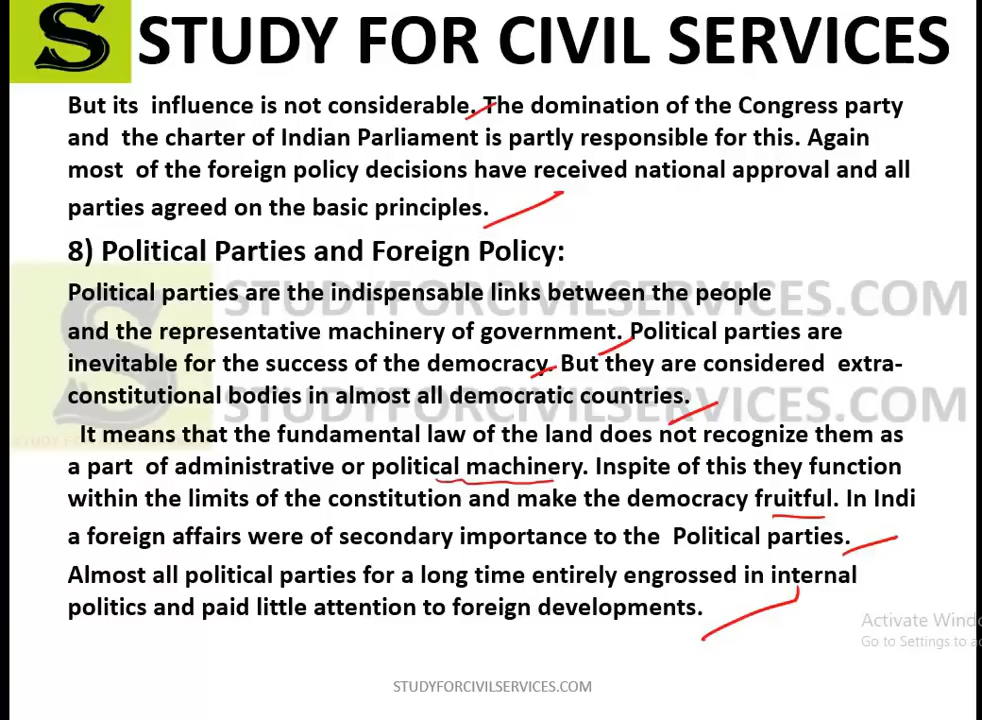 S STUDY FOR CIVIL SERVICES
But its influence is not considerable. The domination of the Congress party
and the charter of Indian Parliament is partly responsible for this. Again
most of the foreign policy decisions have received national approval and all
parties agreed on the basic principles.
8) Political Parties and Foreign Policy:
STUDYFORCIVILSERVICES.COM
Political parties are the indispensable links between the people
and the representative machinery of government. Political parties are
inevitable for the success of the democracy. But they are considered extra-
constitutional bodies in almost all democratic countries.
STUDYFORCIVILSERVICES.COM
It means that the fundamental law of the land does not recognize them as
a part of administrative or political machinery. Inspite of this they function
within the limits of the constitution and make the democracy fruitful. In Indi
a foreign affairs were of secondary importance to the Political parties.
Almost all political parties for a long time entirely engrossed in internal
politics and paid little attention to foreign developments.
Activate Wind
Go to Settings to a
STUDYFORCIVILSERVICES.COM